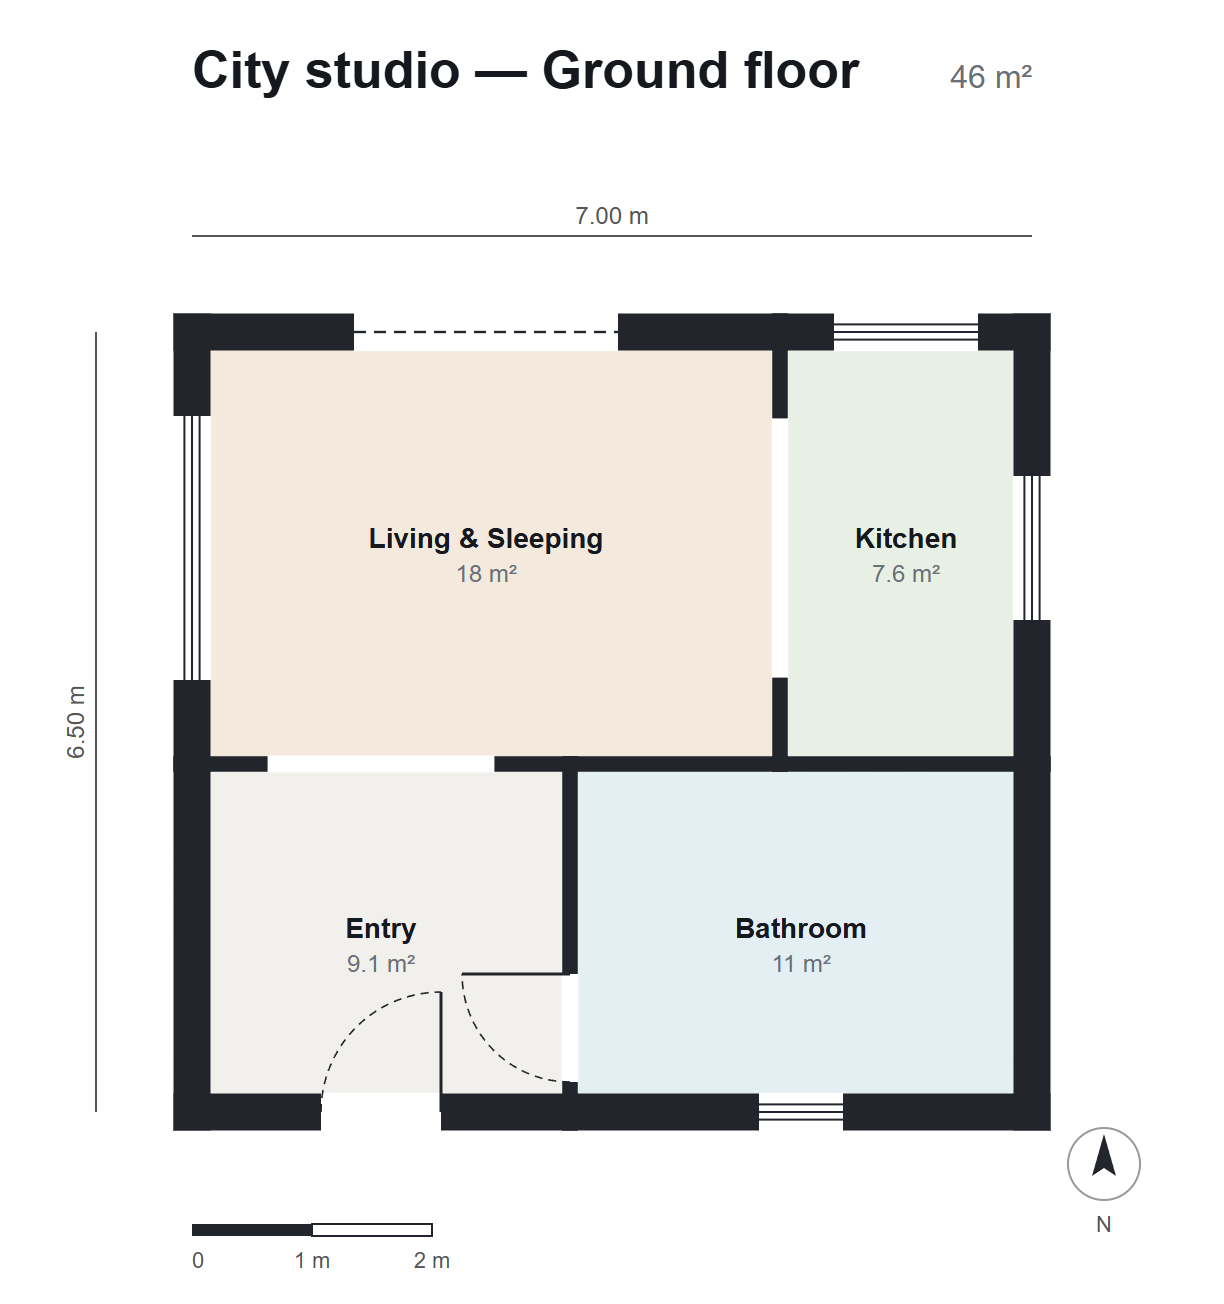 City studio — Ground floor
46 m²
7.00 m
6.50 m
Living & Sleeping
18 m²
Kitchen
7.6 m²
Entry
9.1 m²
Bathroom
11 m²
N
0
1 m
2 m